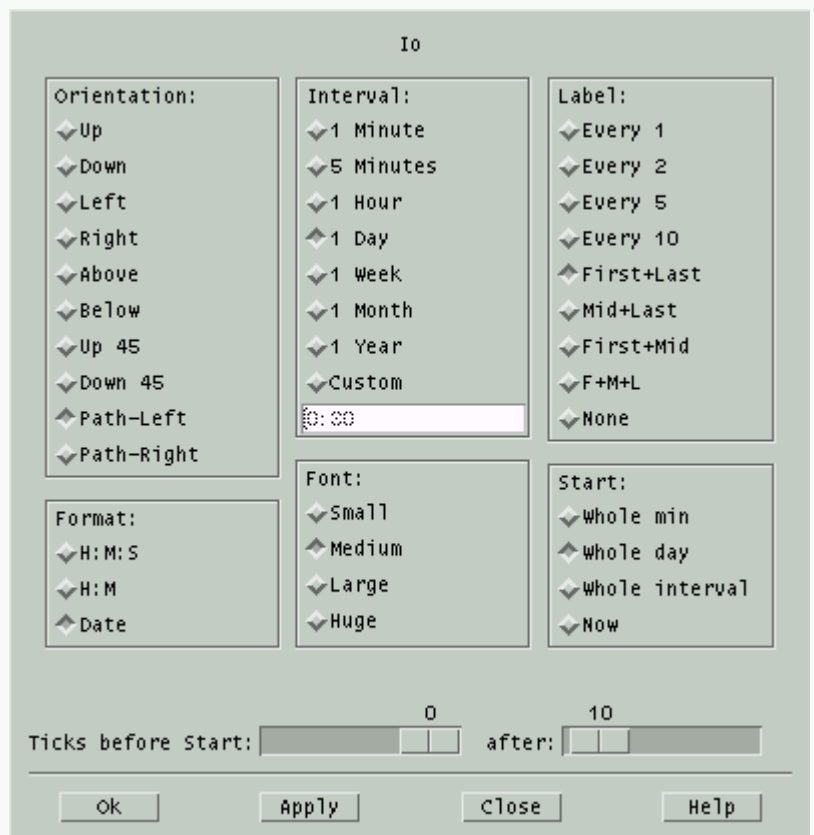 Io
Orientation:
Up
Down
Left
Right
Above
Below
Up 45
Down 45
Path-Left
Path-Right
Format:
H:M:S
H:M
Date
Interval:
1 Minute
5 Minutes
1 Hour
1 Day
1 Week
1 Month
1 Year
Custom
0:30
Font:
Small
Medium
Large
Huge
Label:
Every 1
Every 2
Every 5
Every 10
First+Last
Mid+Last
First+Mid
F+M+L
None
Start:
Whole min
Whole day
Whole interval
Now
0 10
Ticks before Start: after:
Ok Apply Close Help